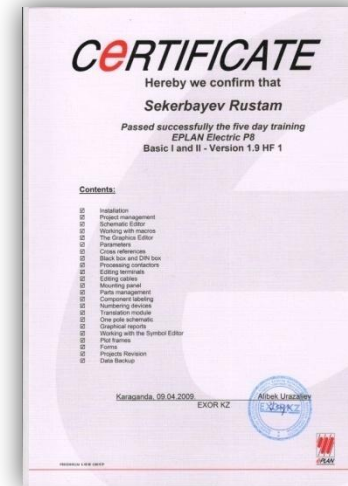 CeRTIFICATE
Hereby we confirm that
Sekerbayev Rustam
Passed successfully the five day training
EPLAN Electric P8
Basic I and II - Version 1.9 HF 1
Contents:
Installation
Project management
Schematic Editor
Working with macros
The Graphics Editor
Parameters
Cross references
Black box and DIN box
Processing contactors
Editing terminals
Editing cables
Mounting panel
Parts management
Component labeling
Numbering devices
Translation module
One pole schematic
Graphical reports
Working with the Symbol Editor
Plot frames
Forms
Projects Revision
Data Backup
Karaganda, 09.04.2009.
Alibek Urazaliev
EXOR KZ
EXOR KZ
EPLAN